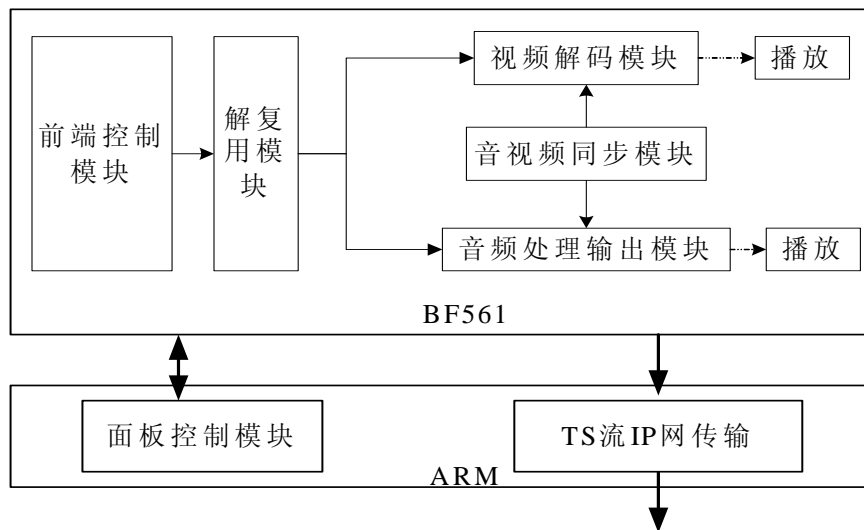 前端控制
模块
解复
用模
块
视频解码模块
播放
音视频同步模块
音频处理输出模块
播放
BF561
面板控制模块
TS流IP网传输
ARM